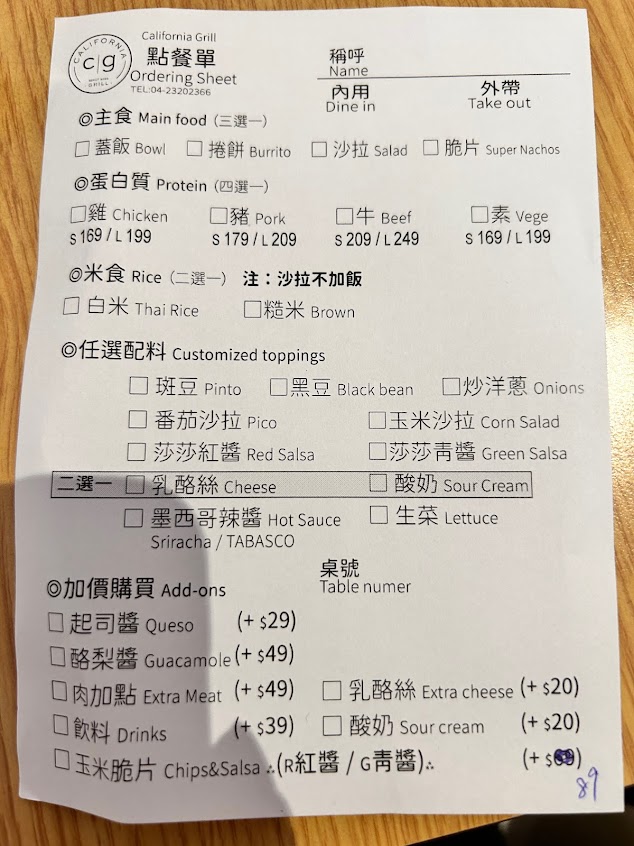 California Grill
CALIFORNIA
c|g
GRILL
點餐單
Ordering Sheet
TEL:04-23202366
稱呼
Name
內用 外帶
Dine in Take out
◎主食 Main food (三選一)
□蓋飯 Bowl □捲餅 Burrito □沙拉 Salad □脆片 Super Nachos
◎蛋白質 Protein (四選一)
□雞 Chicken □豬 Pork □牛 Beef □素 Vege
S 169 / L 199 S 179 / L 209 S 209 / L 249 S 169 / L 199
◎米食 Rice (二選一) 注：沙拉不加飯
□白米 Thai Rice □糙米 Brown
◎任選配料 Customized toppings
□斑豆 Pinto □黑豆 Black bean □炒洋蔥 Onions
□番茄沙拉 Pico □玉米沙拉 Corn Salad
□莎莎紅醬 Red Salsa □莎莎青醬 Green Salsa
二選一 □乳酪絲 Cheese □酸奶 Sour Cream
□墨西哥辣醬 Hot Sauce □生菜 Lettuce
Sriracha / TABASCO
桌號
Table numer
◎加價購買 Add-ons
□起司醬 Queso (+ $29)
□酪梨醬 Guacamole (+ $49)
□肉加點 Extra Meat (+ $49) □乳酪絲 Extra cheese (+ $20)
□飲料 Drinks (+ $39) □酸奶 Sour cream (+ $20)
□玉米脆片 Chips&Salsa ∴(R紅醬 / G青醬)∴ (+ $ )
89